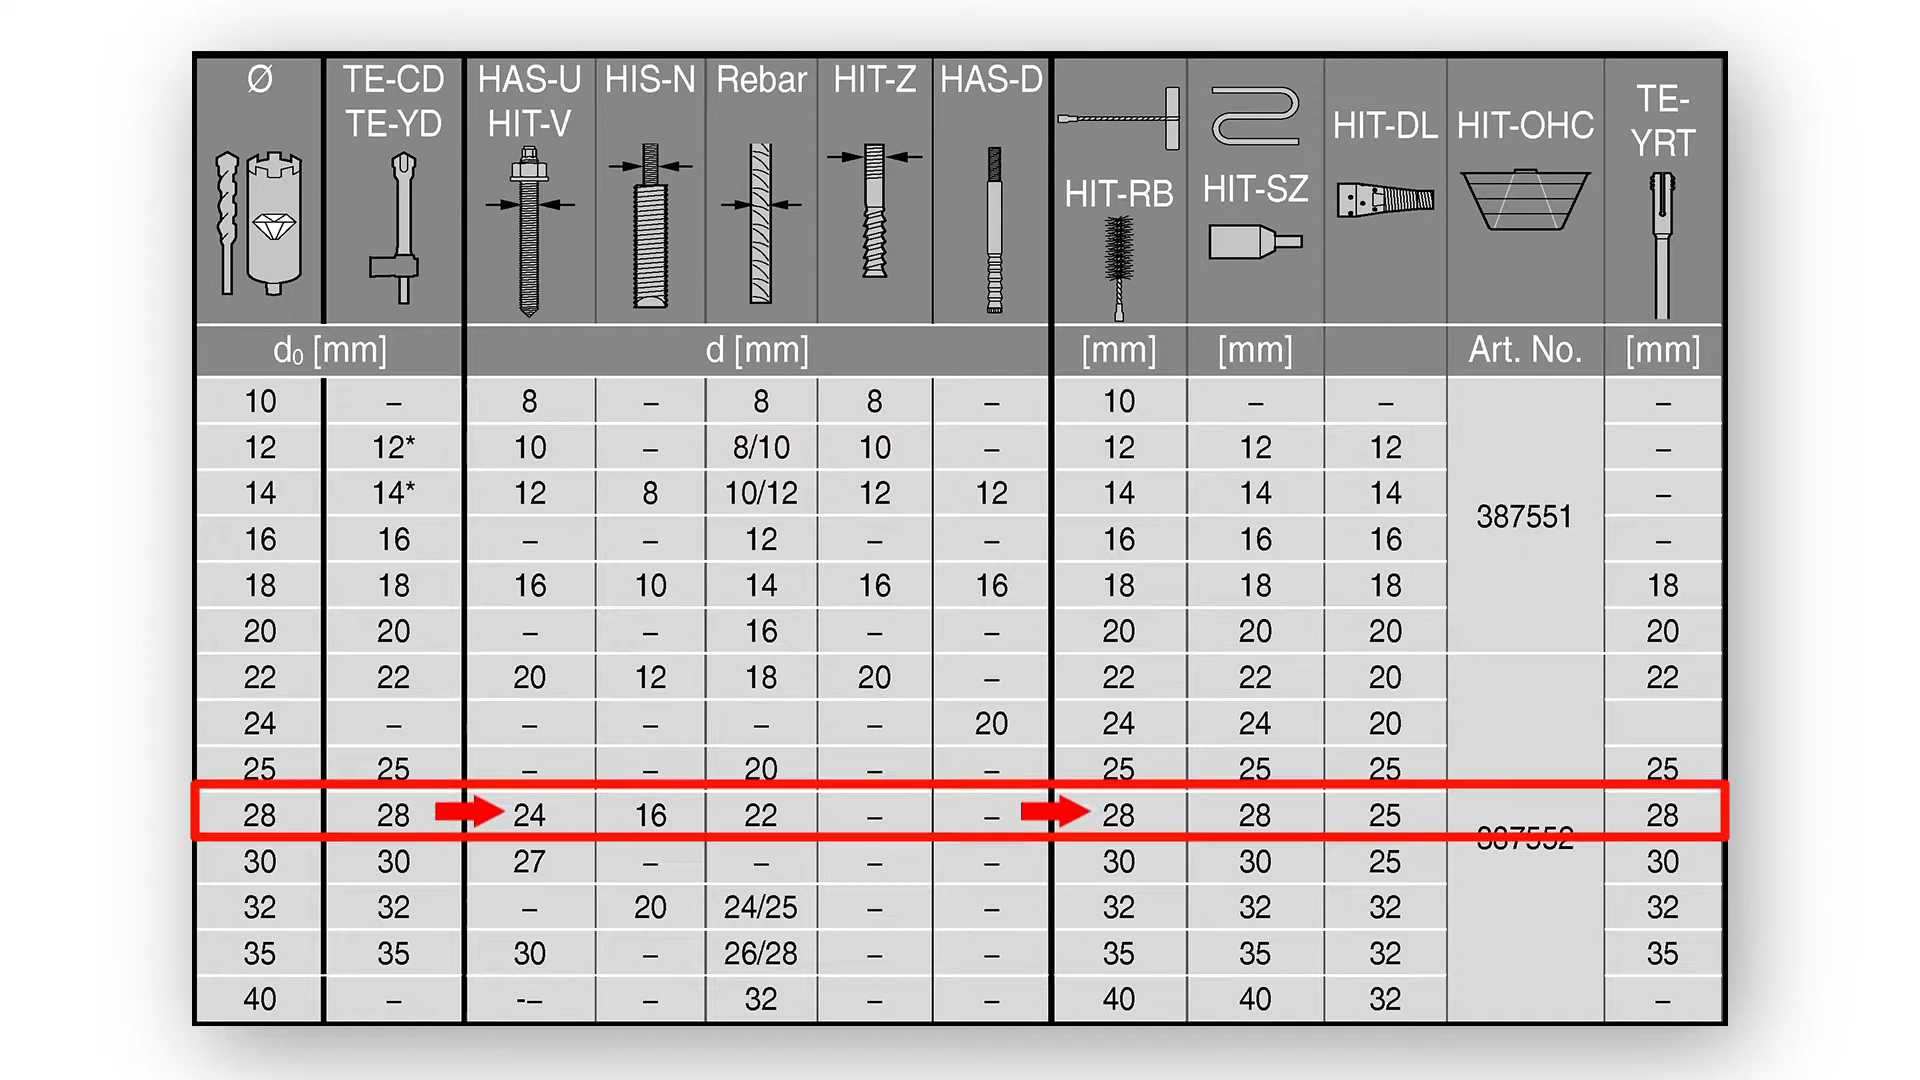 Ø TE-CD HAS-U HIS-N Rebar HIT-Z HAS-D
TE-YD HIT-V HIT-DL HIT-OHC TE-
YRT
HIT-RB HIT-SZ
d₀ [mm] d [mm] [mm] [mm] Art. No. [mm]
10 – 8 – 8 8 – 10 – – –
12 12* 10 – 8/10 10 – 12 12 12 –
14 14* 12 8 10/12 12 12 14 14 14 –
387551
16 16 – – 12 – – 16 16 16 –
18 18 16 10 14 16 16 18 18 18 18
20 20 – – 16 – – 20 20 20 20
22 22 20 12 18 20 – 22 22 20 22
24 – – – – – 20 24 24 20
25 25 – – 20 – – 25 25 25 25
28 28 24 16 22 – – 28 28 25 28
387552
30 30 27 – – – – 30 30 25 30
32 32 – 20 24/25 – – 32 32 32 32
35 35 30 – 26/28 – – 35 35 32 35
40 – -– – 32 – – 40 40 32 –